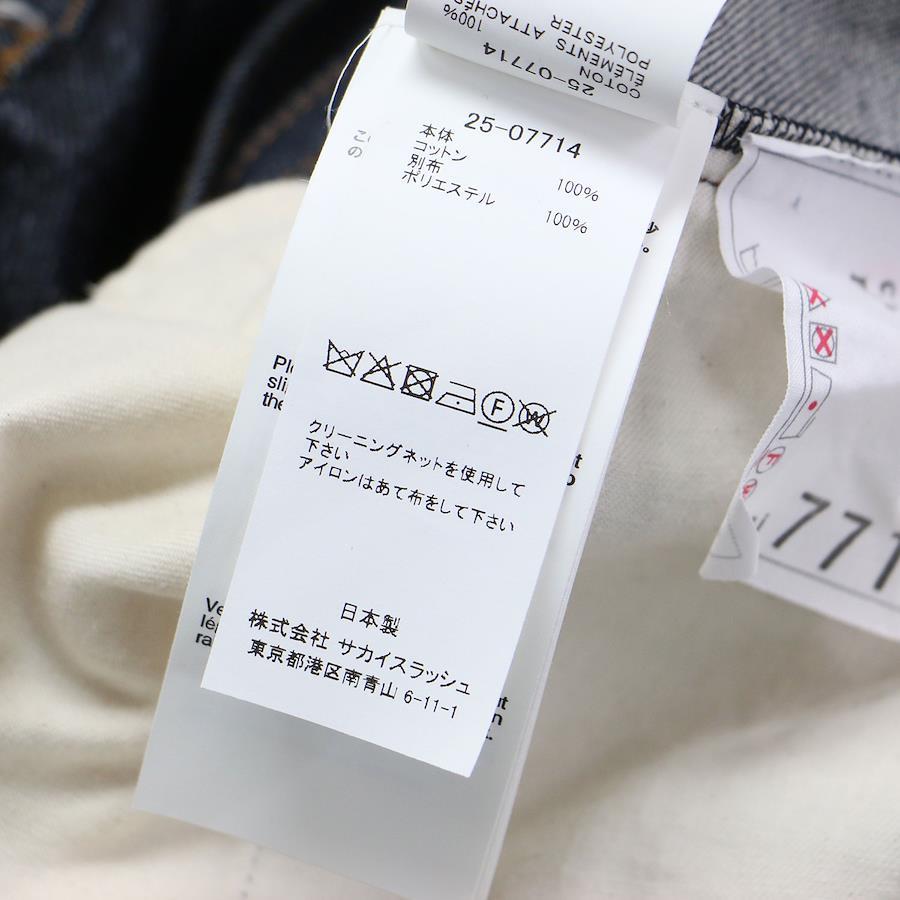 100%
ÉLÉMENTS ATTACHÉS
POLYESTER
COTON
25-07714
25-07714
本体
コットン 100%
別布
ポリエステル 100%
F
W
クリーニングネットを使用して
下さい
アイロンはあて布をして下さい
日本製
株式会社 サカイスラッシュ
東京都港区南青山 6-11-1
こ
の
771